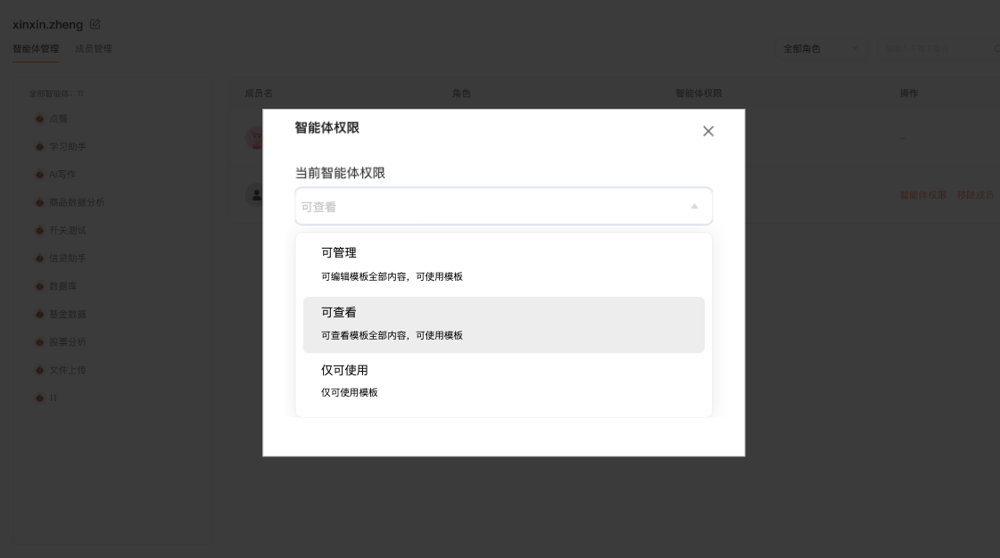 xinxin.zheng
智能体管理 成员管理
全部角色
全部智能体: 11
点餐
学习助手
AI写作
商品数据分析
开关测试
信贷助手
数据库
基金数据
股票分析
文件上传
11
成员名 角色 智能体权限 操作
-
智能体权限 移除成员
智能体权限
当前智能体权限
可查看
可管理
可编辑模板全部内容，可使用模板
可查看
可查看模板全部内容，可使用模板
仅可使用
仅可使用模板